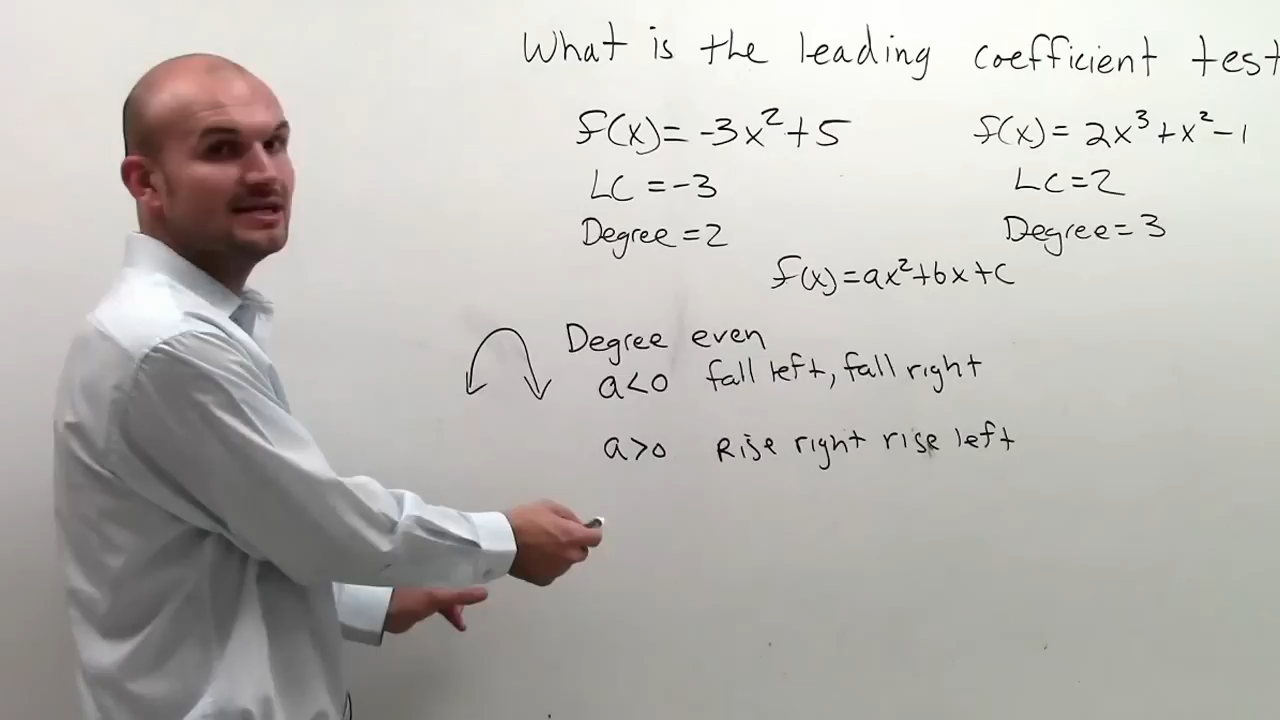 What is the leading coefficient test
f(x)= -3x²+5
LC =-3
Degree =2
f(x)= 2x³+x²-1
LC=2
Degree= 3
f(x)=ax²+bx+c
Degree even
a<0 fall left, fall right
a>0 Rise right rise left